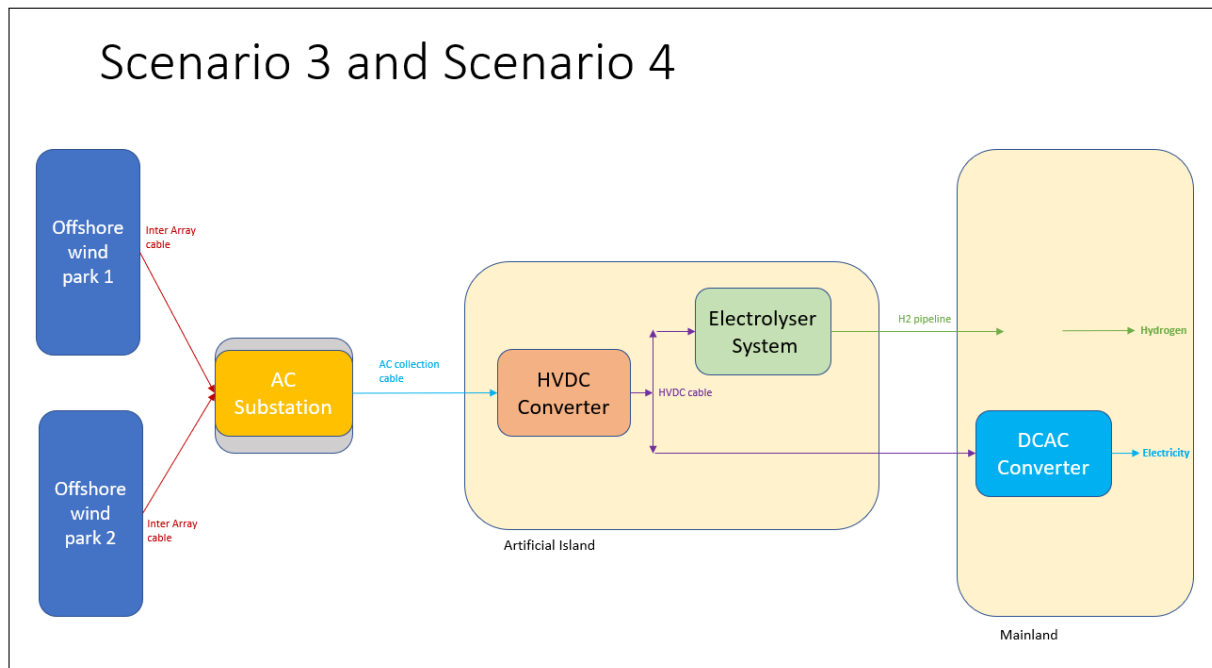 Scenario 3 and Scenario 4
Offshore
wind
park 1
Inter Array
cable
AC
Substation
AC collection
cable
HVDC
Converter
HVDC cable
Electrolyser
System
H2 pipeline
Hydrogen
DCAC
Converter
Electricity
Offshore
wind
park 2
Inter Array
cable
Artificial Island
Mainland